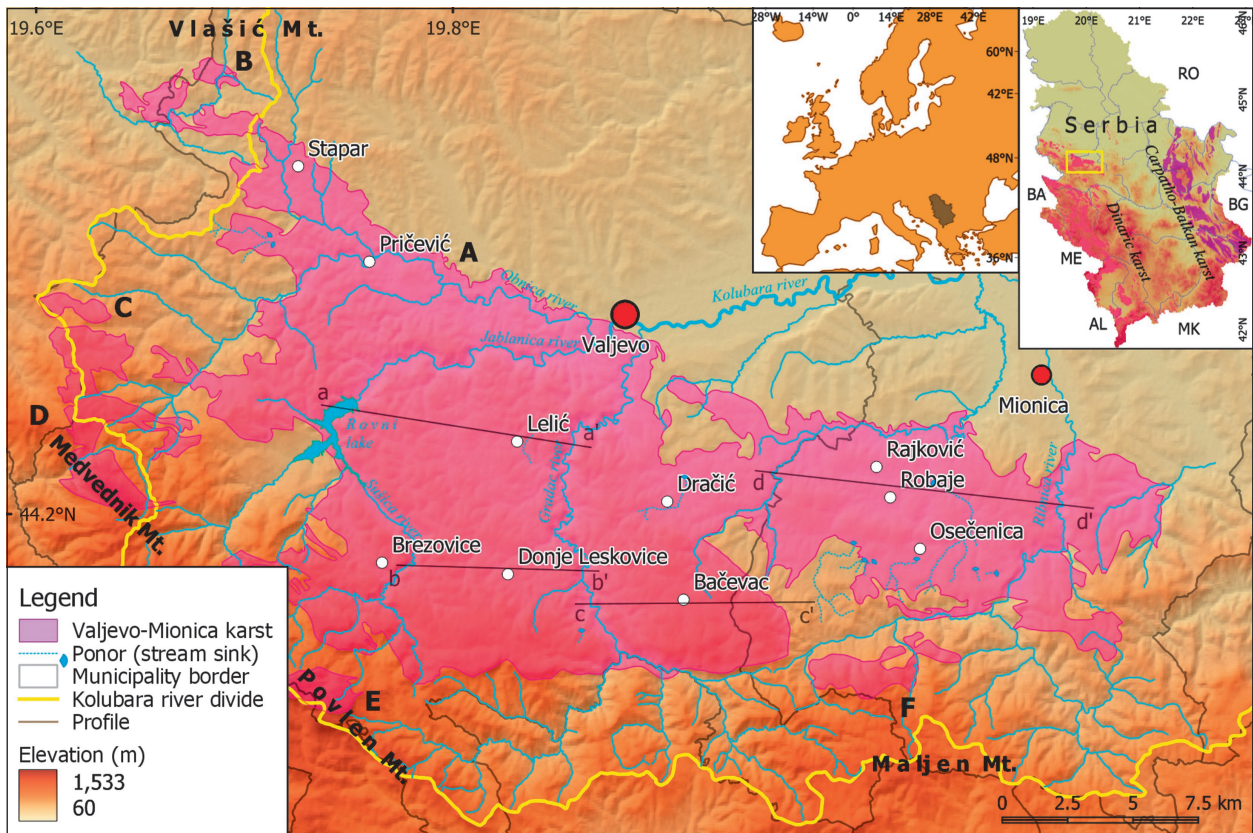 19.6°E
19.8°E
Vlašić Mt.
B
Stapar
Pričević
A
Obnica river
Kolubara river
C
Jablanica river
Valjevo
Mionica
a
Rovni
lake
Lelić
a'
D
Medvednik Mt.
Gradac river
Rajković
d
Robaje
Dračić
Ribnica river
d'
44.2°N
Osečenica
Brezovice
b
Donje Leskovice
b'
Bačevac
c
c'
Povlen Mt.
E
F
Maljen Mt.
0 2.5 5 7.5 km
Legend
Valjevo-Mionica karst
Ponor (stream sink)
Municipality border
Kolubara river divide
Profile
Elevation (m)
1,533
60
28°W 14°W 0° 14°E 28°E 42°E
60°N
42°E
48°N
36°N
19°E 20°E 21°E 22°E 23°E
46°N
45°N
44°N
43°N
42°N
RO
Serbia
Carpatho-Balkan karst
Dinaric karst
BA
BG
ME
AL
MK